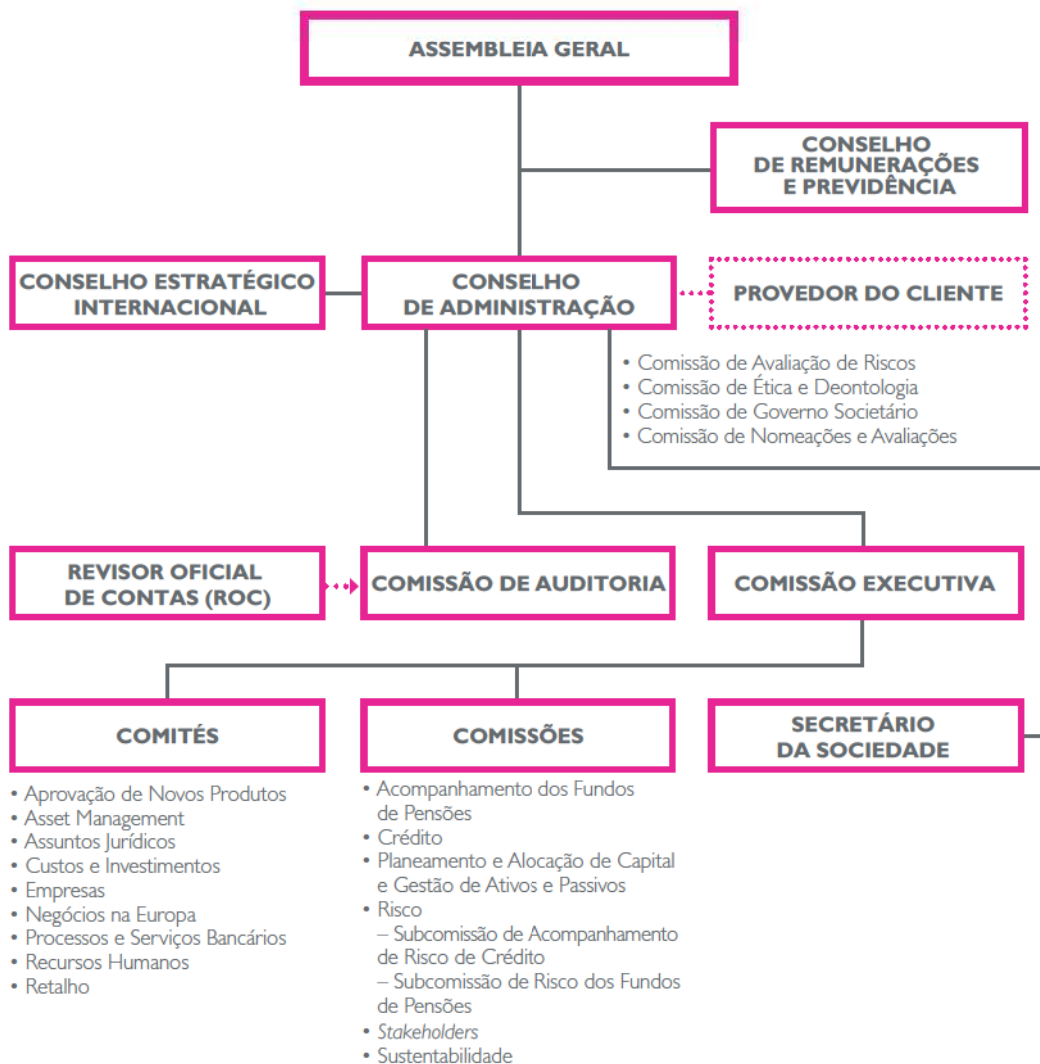 ASSEMBLEIA GERAL
CONSELHO
DE REMUNERAÇÕES
E PREVIDÊNCIA
CONSELHO ESTRATÉGICO
INTERNACIONAL
CONSELHO
DE ADMINISTRAÇÃO
PROVEDOR DO CLIENTE
• Comissão de Avaliação de Riscos
• Comissão de Ética e Deontologia
• Comissão de Governo Societário
• Comissão de Nomeações e Avaliações
REVISOR OFICIAL
DE CONTAS (ROC)
COMISSÃO DE AUDITORIA
COMISSÃO EXECUTIVA
COMITÉS
COMISSÕES
SECRETÁRIO
DA SOCIEDADE
• Aprovação de Novos Produtos
• Asset Management
• Assuntos Jurídicos
• Custos e Investimentos
• Empresas
• Negócios na Europa
• Processos e Serviços Bancários
• Recursos Humanos
• Retalho
• Acompanhamento dos Fundos
de Pensões
• Crédito
• Planeamento e Alocação de Capital
e Gestão de Ativos e Passivos
• Risco
– Subcomissão de Acompanhamento
de Risco de Crédito
– Subcomissão de Risco dos Fundos
de Pensões
• Stakeholders
• Sustentabilidade